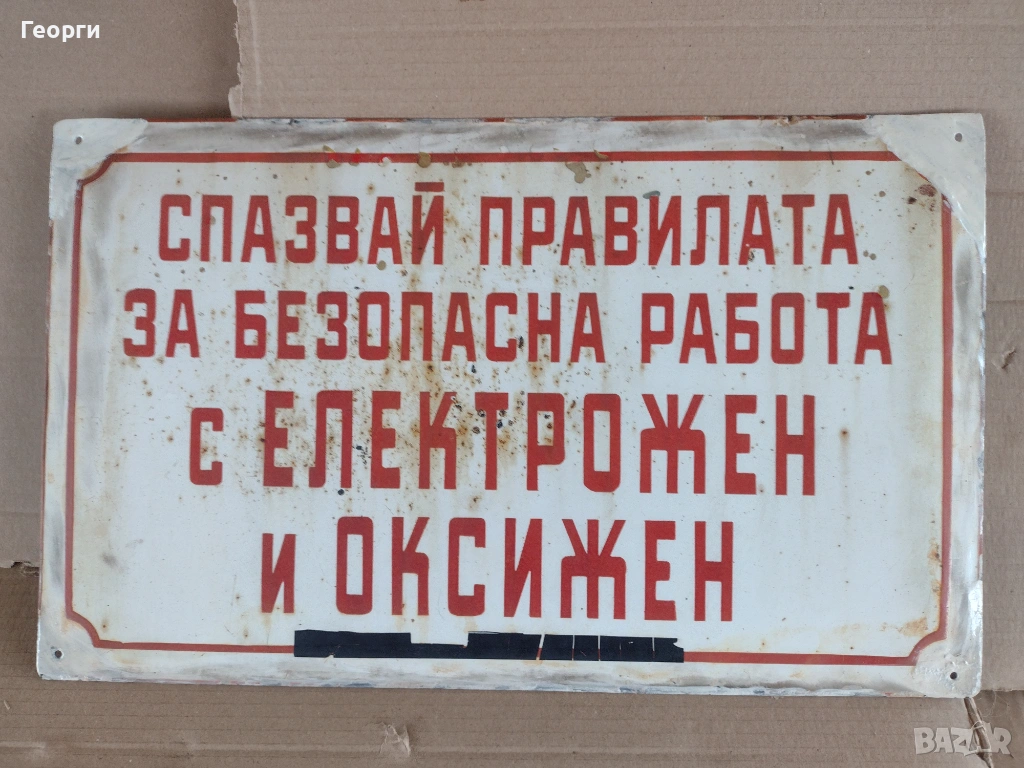 Георги
СПАЗВАЙ ПРАВИЛАТА
ЗА БЕЗОПАСНА РАБОТА
с ЕЛЕКТРОЖЕН
и ОКСИЖЕН
BAZAR